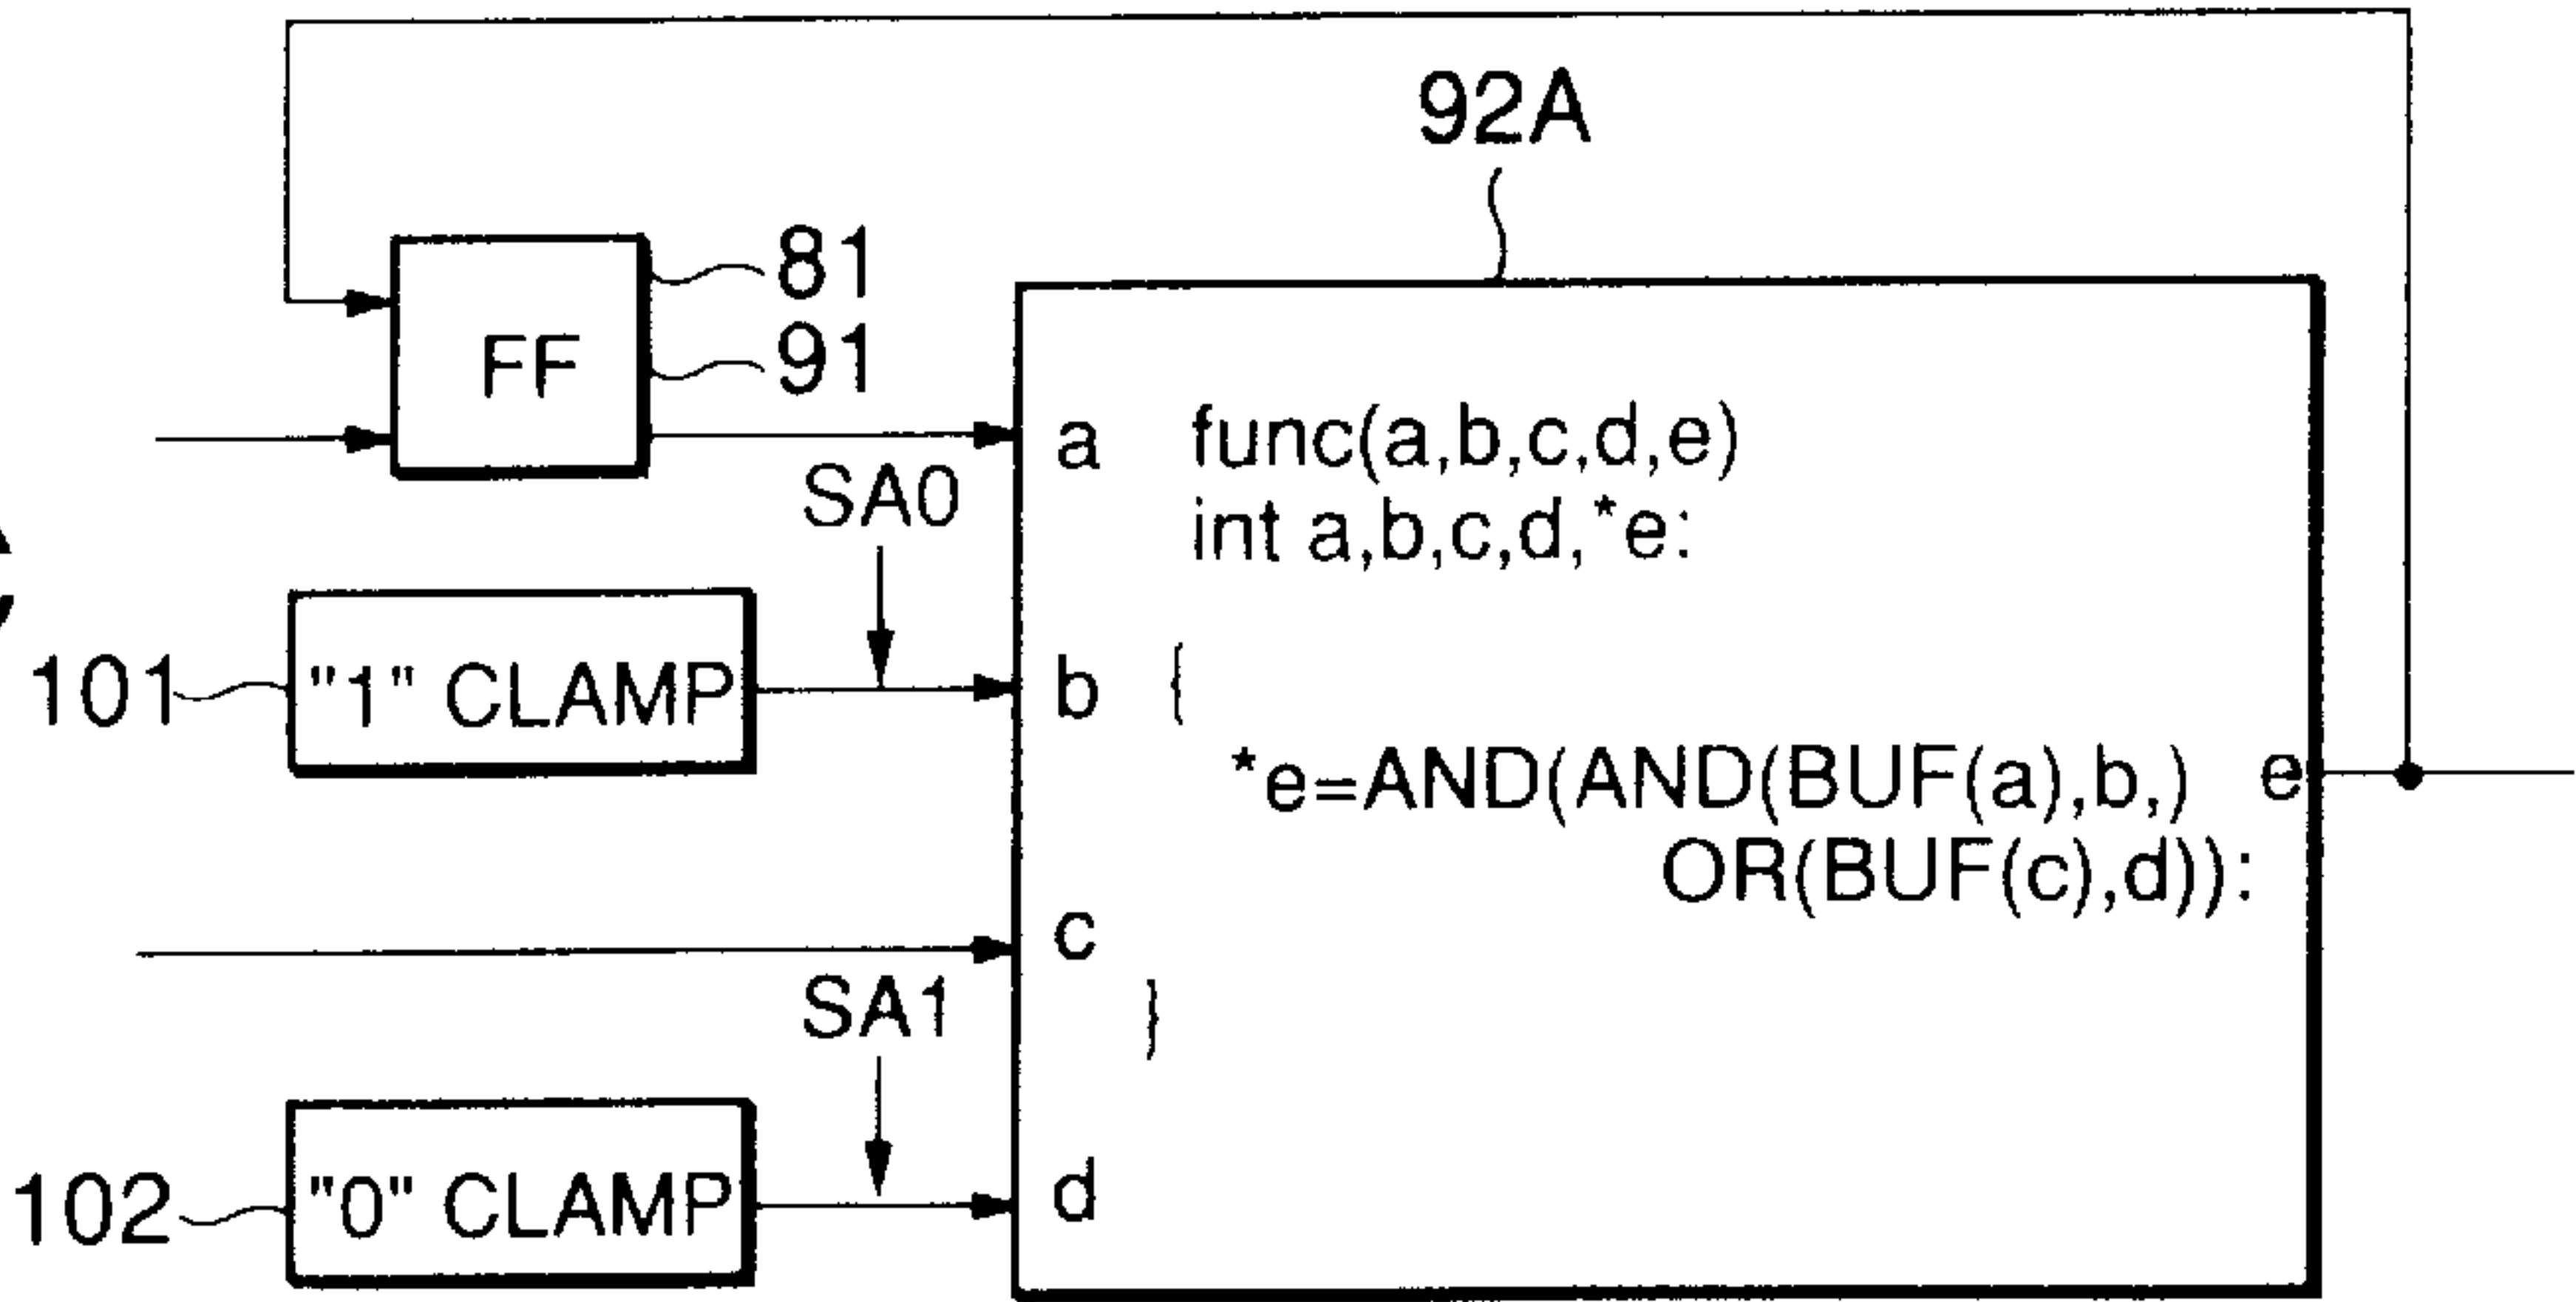 92A
81
FF
91
a
func(a,b,c,d,e)
SA0
int a,b,c,d,*e:
101
"1" CLAMP
b
{
*e=AND(AND(BUF(a),b,)
e
OR(BUF(c),d)):
c
SA1
}
102
"0" CLAMP
d